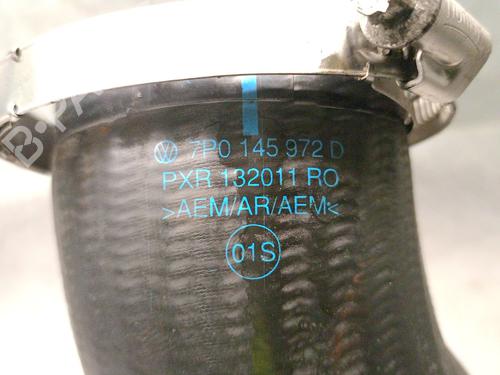 7P0 145 972 D
PXR 132011 RO
>AEM/AR/AEM<
01S